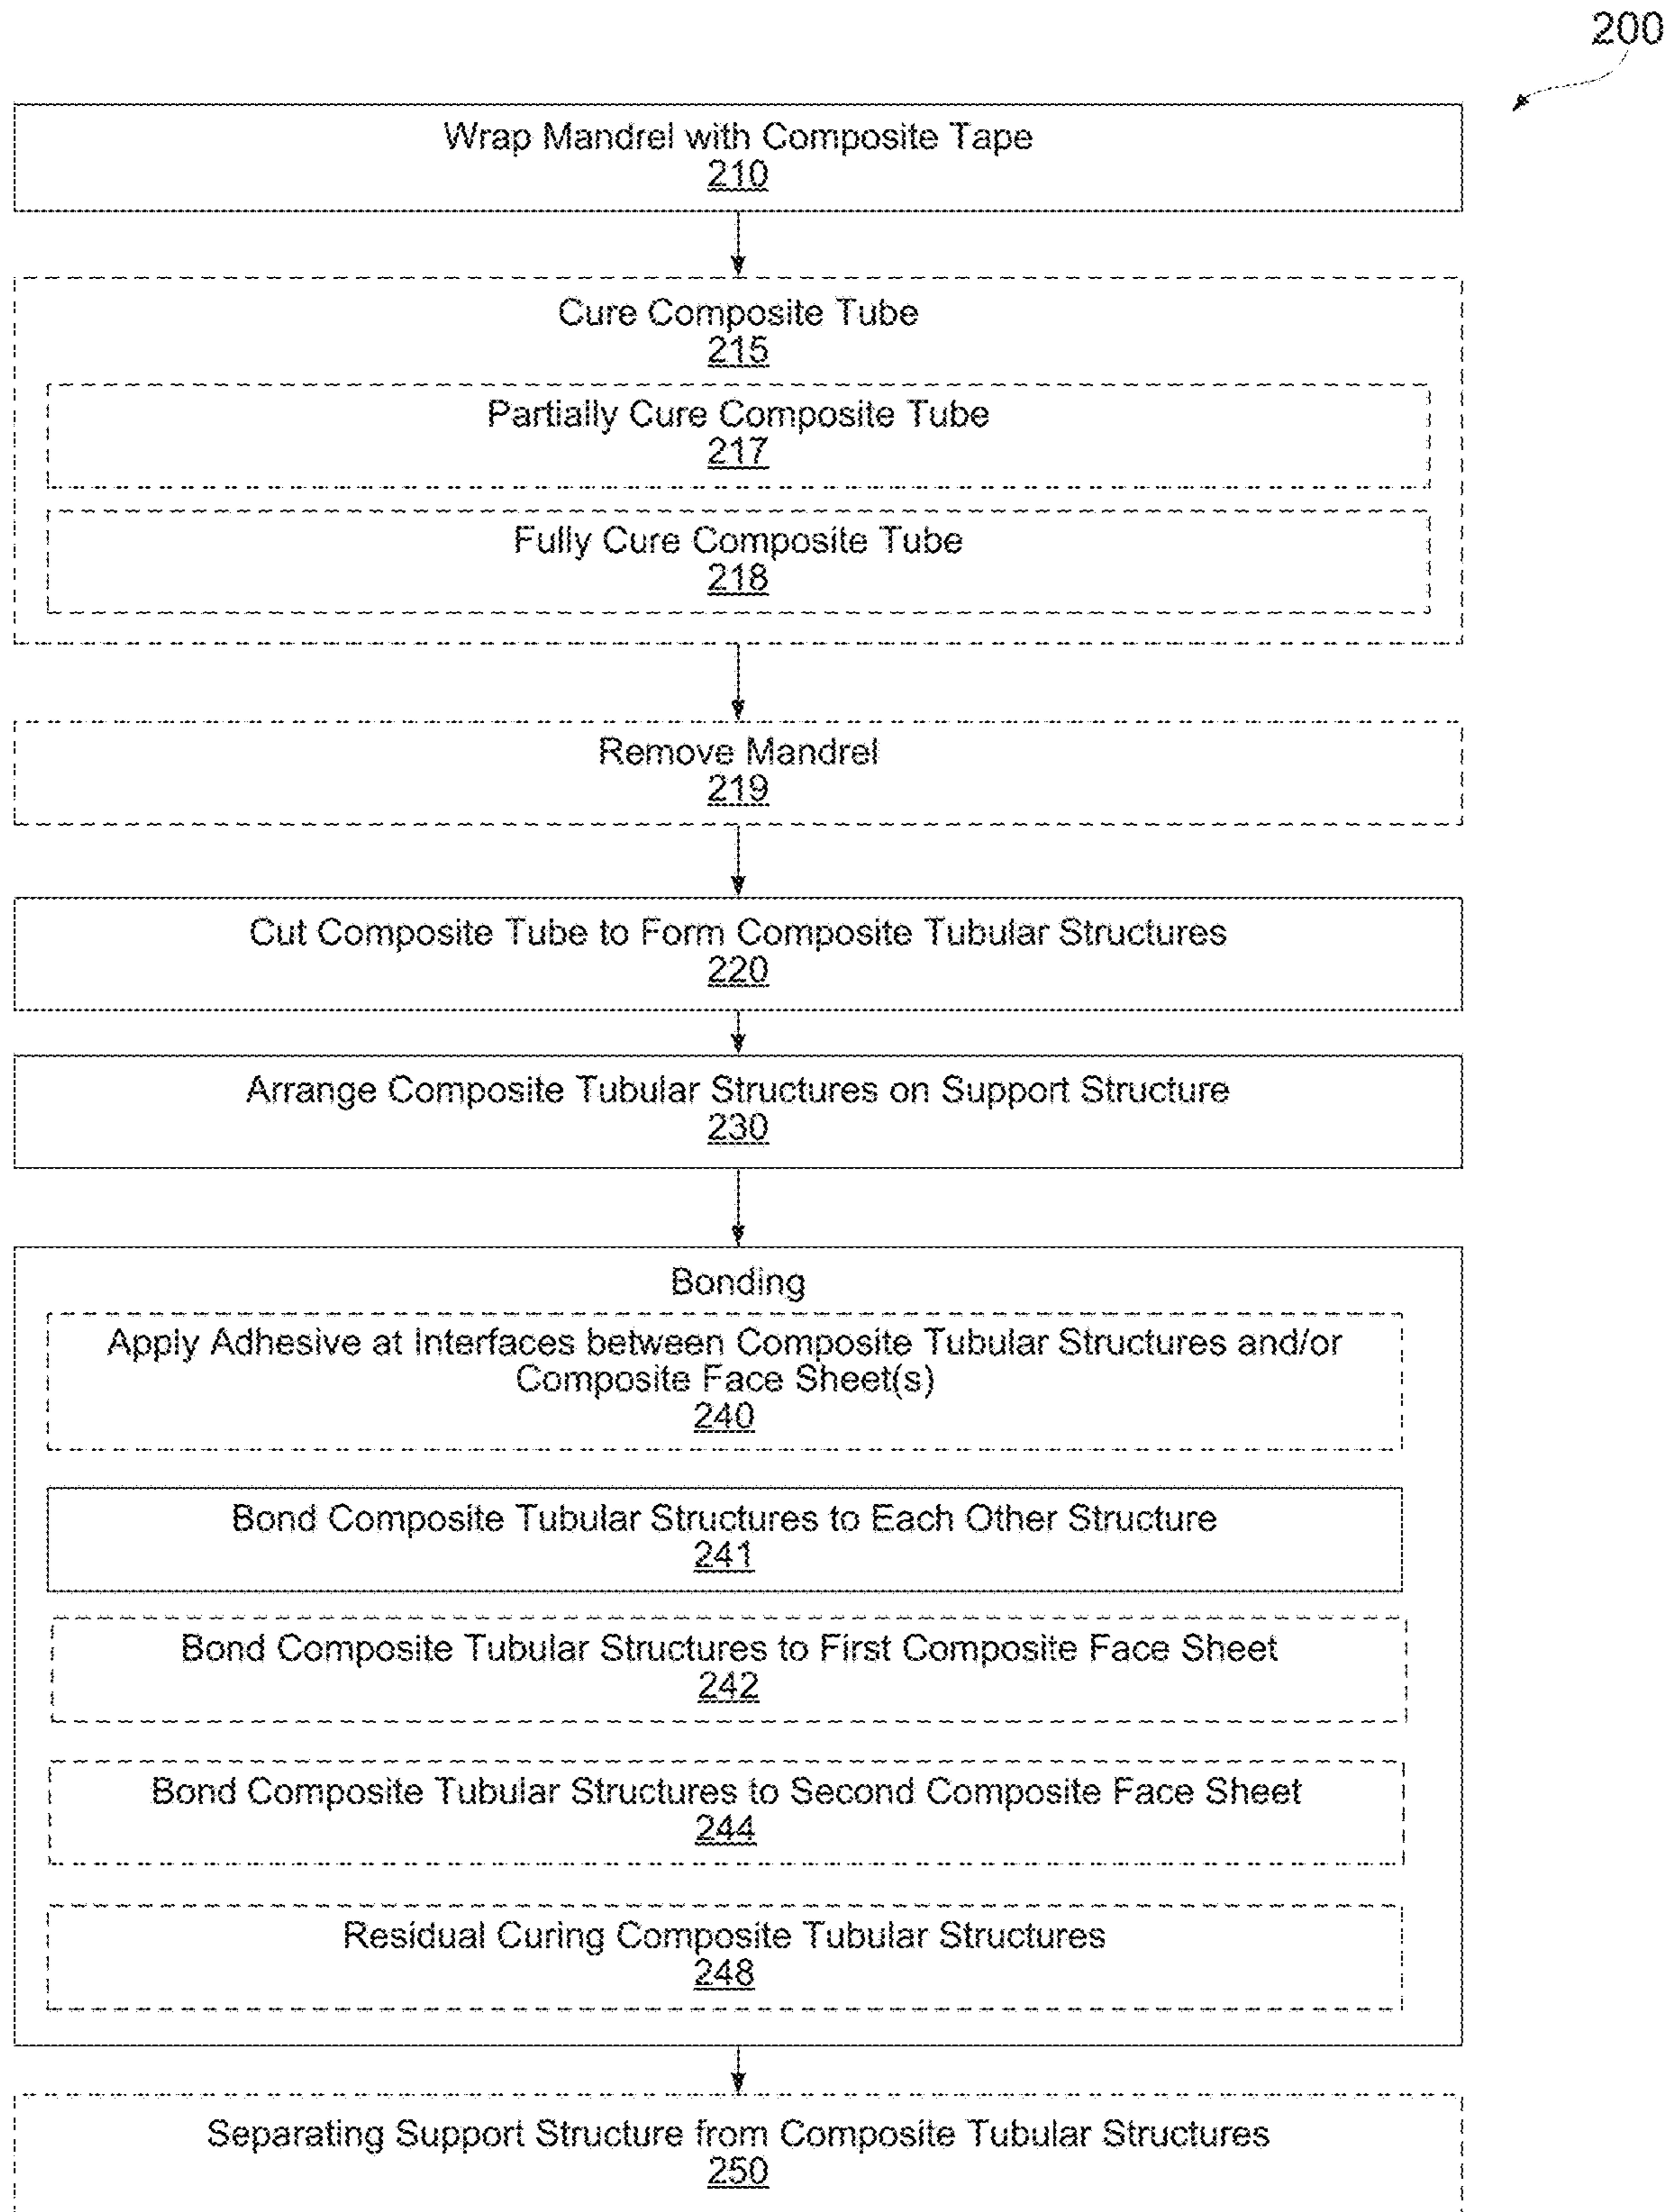 200
Wrap Mandrel with Composite Tape
210
Cure Composite Tube
215
Partially Cure Composite Tube
217
Fully Cure Composite Tube
218
Remove Mandrel
219
Cut Composite Tube to Form Composite Tubular Structures
220
Arrange Composite Tubular Structures on Support Structure
230
Bonding
Apply Adhesive at Interfaces between Composite Tubular Structures and/or
Composite Face Sheet(s)
240
Bond Composite Tubular Structures to Each Other Structure
241
Bond Composite Tubular Structures to First Composite Face Sheet
242
Bond Composite Tubular Structures to Second Composite Face Sheet
244
Residual Curing Composite Tubular Structures
248
Separating Support Structure from Composite Tubular Structures
250